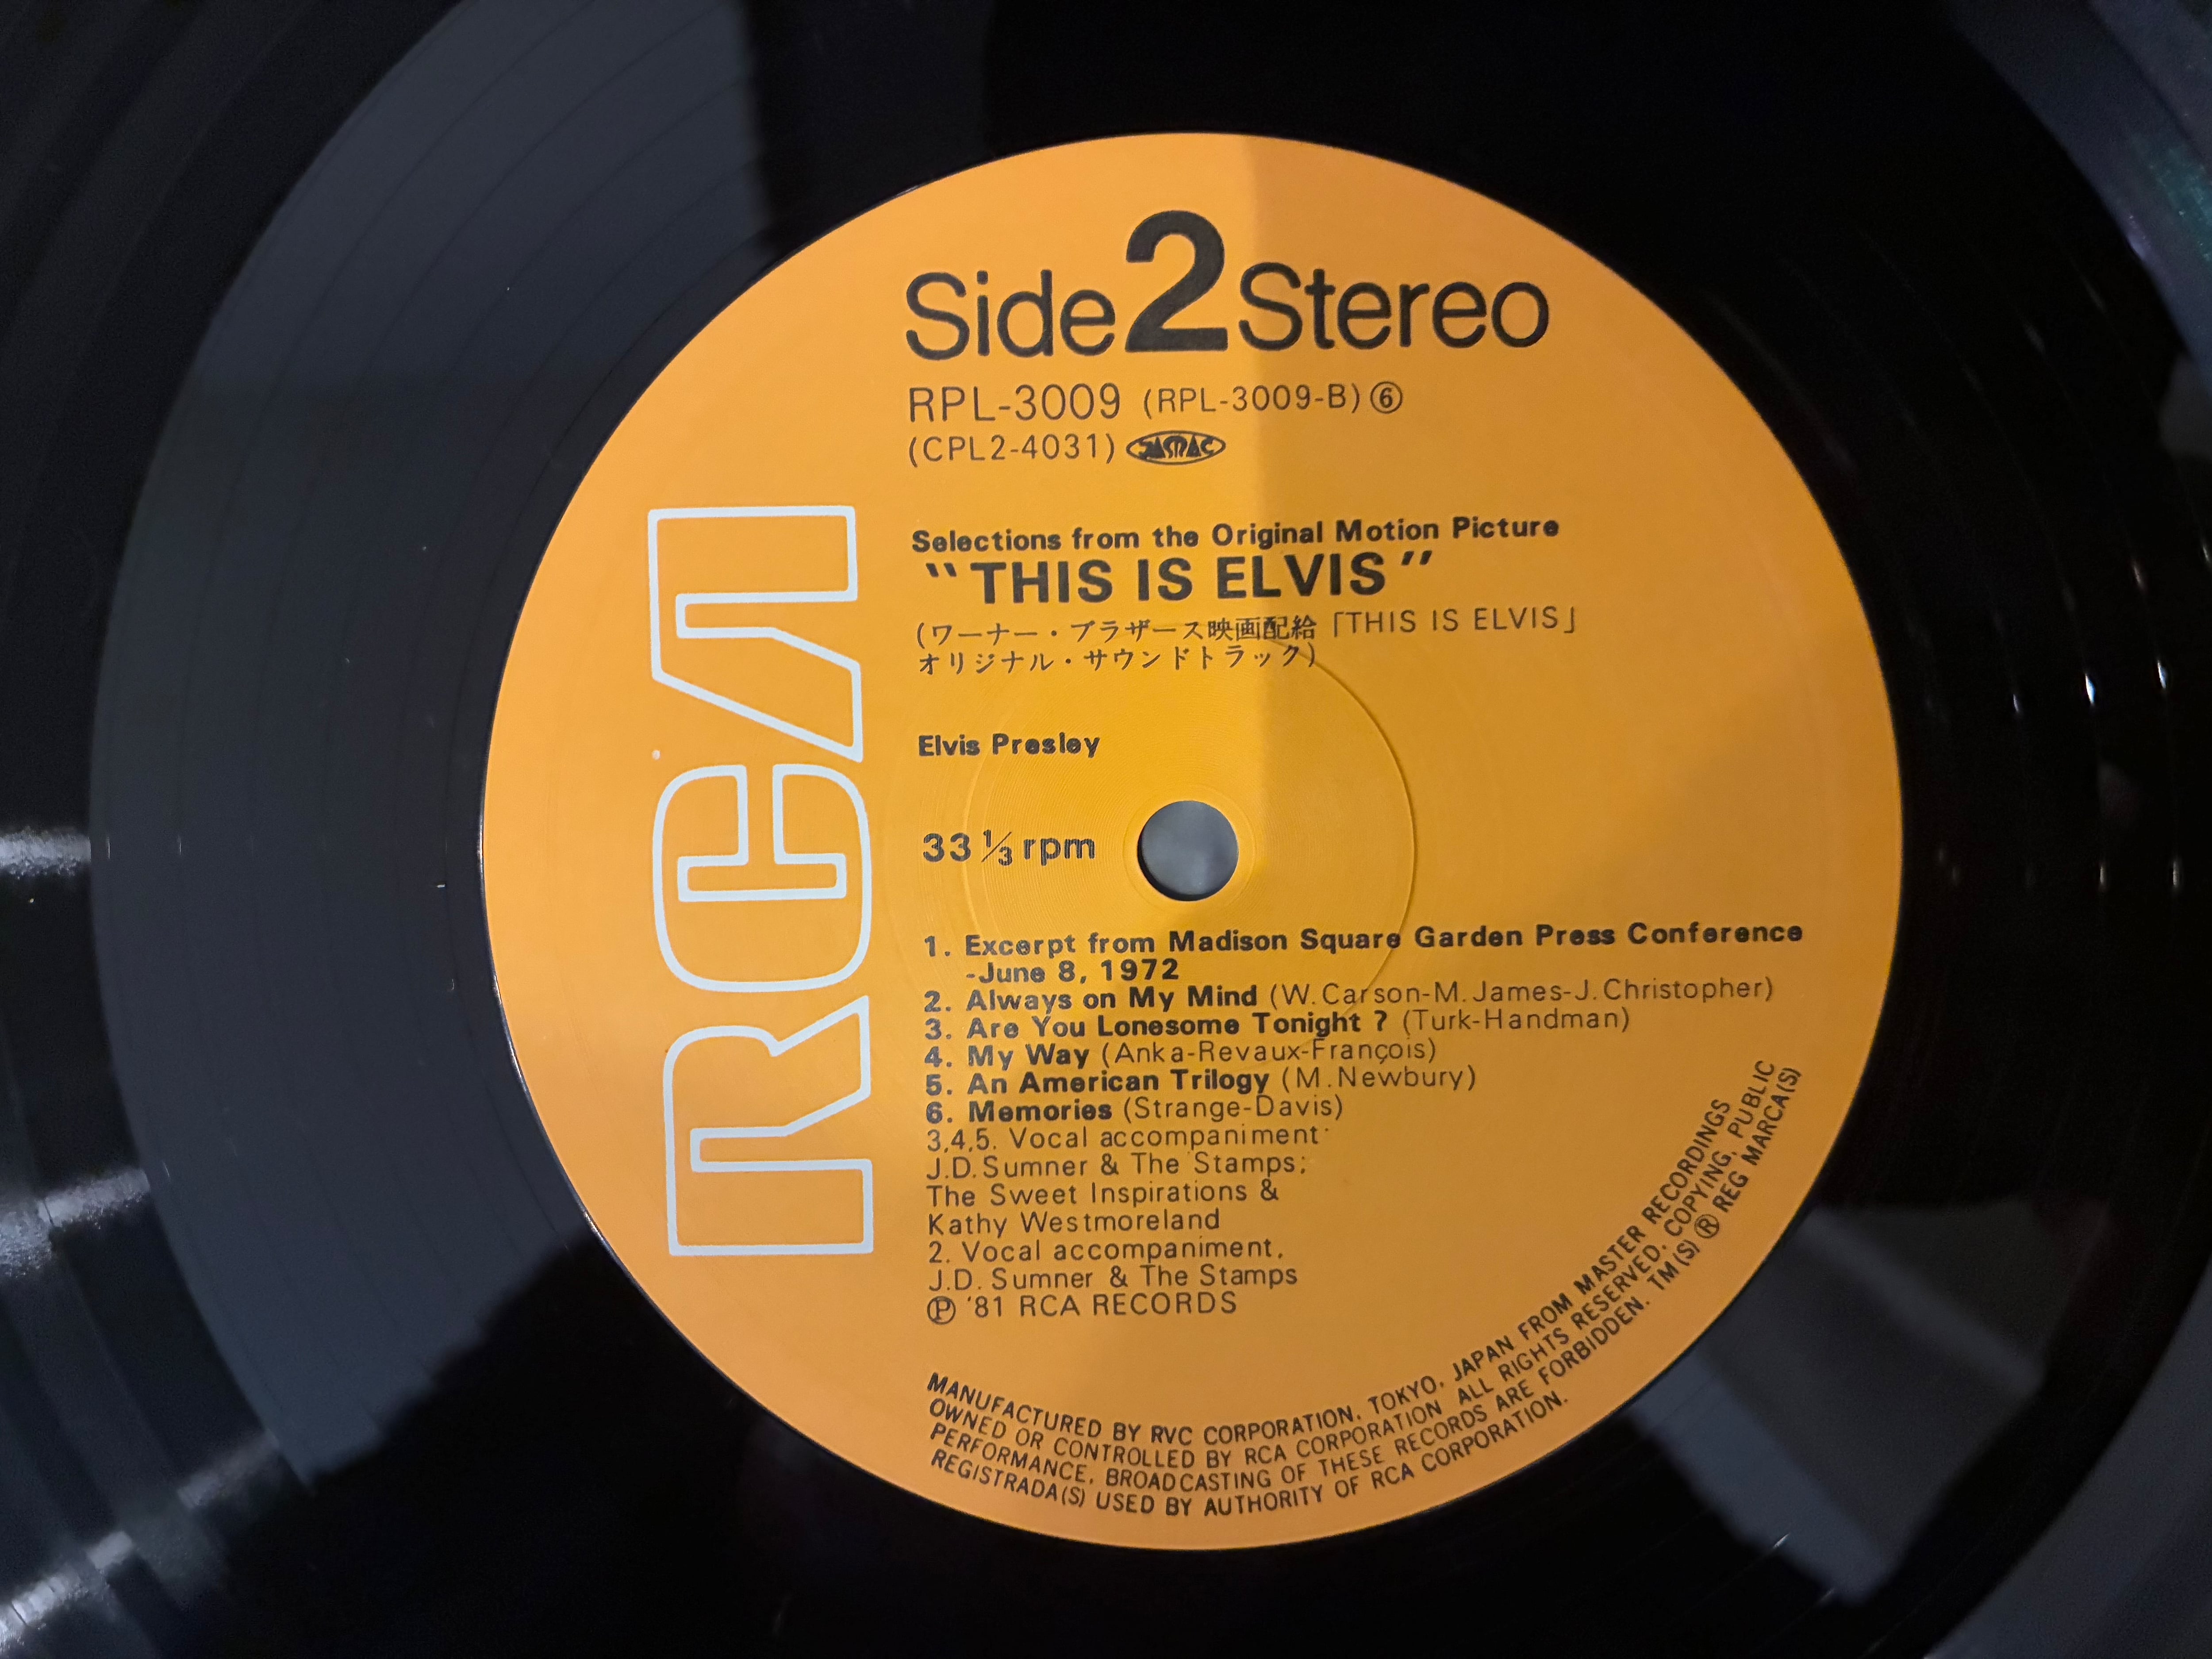 Side 2 Stereo
RPL-3009 (RPL-3009-B) ⑥
(CPL2-4031) JASRAC
Selections from the Original Motion Picture
"THIS IS ELVIS"
(ワーナー・ブラザース映画配給「THIS IS ELVIS」
オリジナル・サウンドトラック)
RCA
Elvis Presley
33 1/3 rpm
1. Excerpt from Madison Square Garden Press Conference
-June 8, 1972
2. Always on My Mind (W.Carson-M.James-J.Christopher)
3. Are You Lonesome Tonight ? (Turk-Handman)
4. My Way (Anka-Revaux-François)
5. An American Trilogy (M.Newbury)
6. Memories (Strange-Davis)
3,4,5. Vocal accompaniment·
J.D.Sumner & The Stamps;
The Sweet Inspirations &
Kathy Westmoreland
2. Vocal accompaniment.
J.D. Sumner & The Stamps
Ⓟ '81 RCA RECORDS
MANUFACTURED BY RVC CORPORATION, TOKYO, JAPAN FROM MASTER RECORDINGS
OWNED OR CONTROLLED BY RCA CORPORATION ALL RIGHTS RESERVED. COPYING, PUBLIC
PERFORMANCE, BROADCASTING OF THESE RECORDS ARE FORBIDDEN. TM(S) ® REG MARCA(S)
REGISTRADA(S) USED BY AUTHORITY OF RCA CORPORATION.